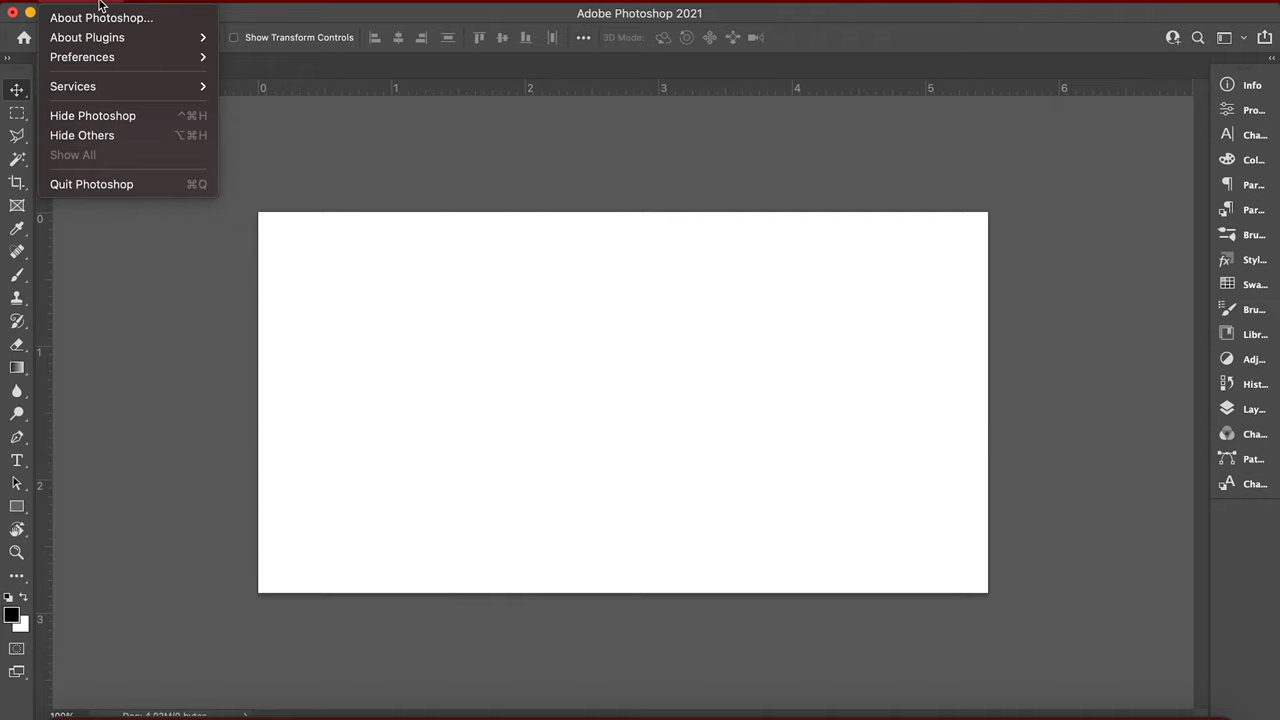 Adobe Photoshop 2021
About Photoshop...
About Plugins
Preferences
Services
Hide Photoshop ^⌘H
Hide Others ⌥⌘H
Show All
Quit Photoshop ⌘Q
Show Transform Controls
3D Mode:
0 1 2 3 4 5 6
0
1
2
3
Info
Pro...
Cha...
Col...
Par...
Par...
Bru...
Styl...
Swa...
Bru...
Libr...
Adj...
Hist...
Lay...
Cha...
Pat...
Cha...
100%